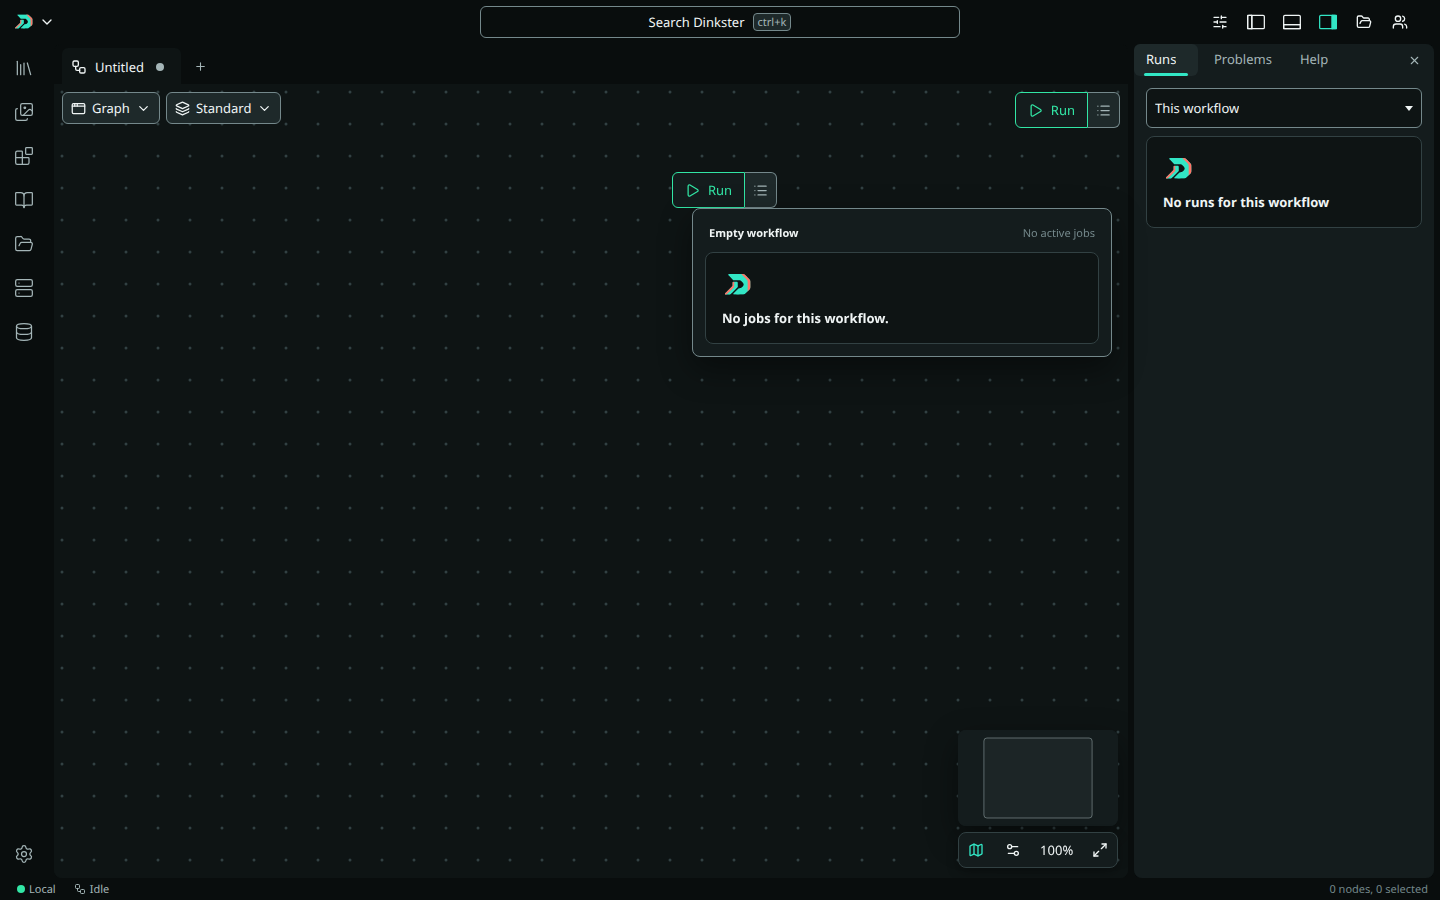 Search Dinkster ctrl+k
Untitled
Graph
Standard
Run
Run
Empty workflow
No active jobs
No jobs for this workflow.
Runs
Problems
Help
This workflow
No runs for this workflow
100%
Local
Idle
0 nodes, 0 selected